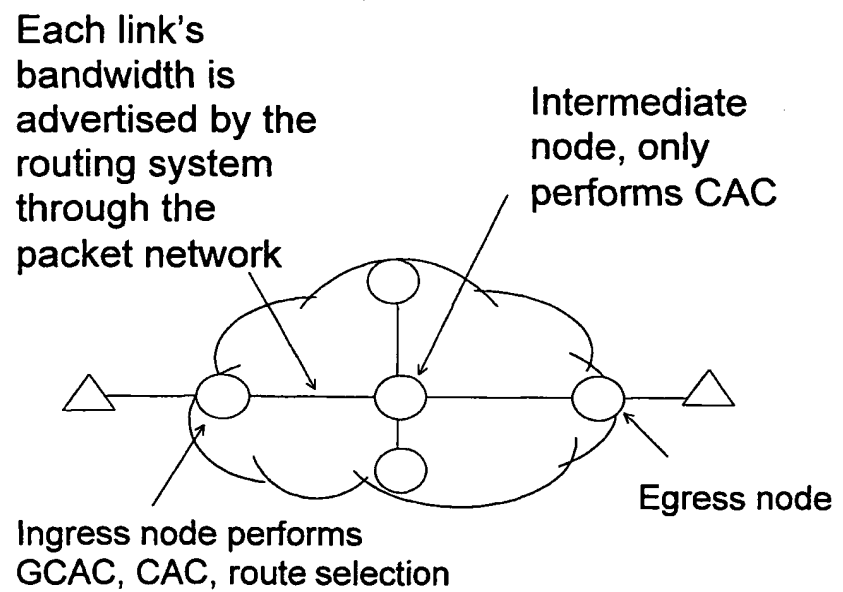 Each link's
bandwidth is
advertised by the
routing system
through the
packet network
Intermediate
node, only
performs CAC
Egress node
Ingress node performs
GCAC, CAC, route selection